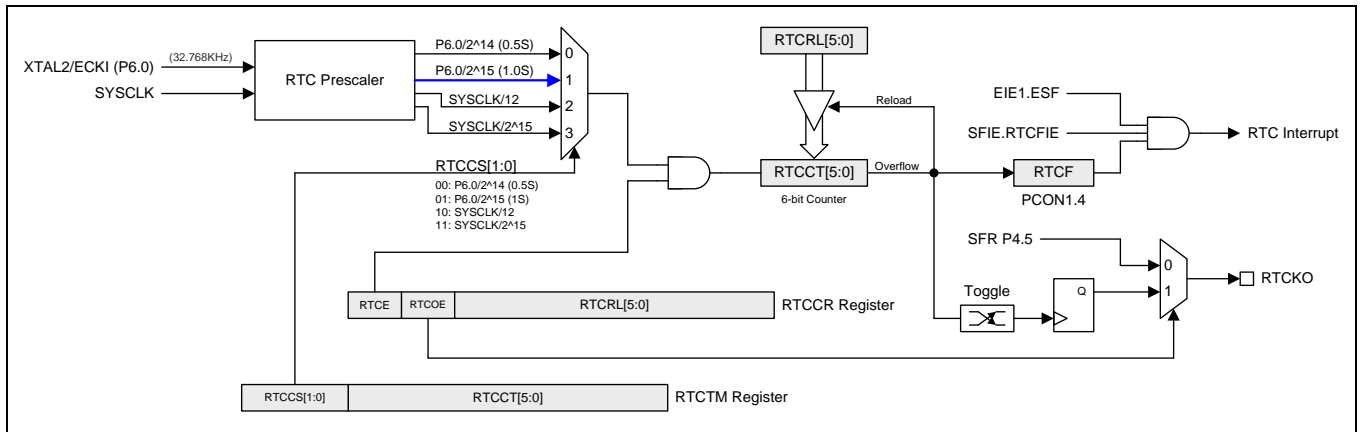 XTAL2/ECKI (P6.0)
(32.768KHz)
SYSCLK
RTC Prescaler
P6.0/2^14 (0.5S)
P6.0/2^15 (1.0S)
SYSCLK/12
SYSCLK/2^15
0
1
2
3
RTCCS[1:0]
00: P6.0/2^14 (0.5S)
01: P6.0/2^15 (1S)
10: SYSCLK/12
11: SYSCLK/2^15
RTCRL[5:0]
Reload
RTCCT[5:0]
Overflow
6-bit Counter
EIE1.ESF
SFIE.RTCFIE
RTC Interrupt
RTCF
PCON1.4
SFR P4.5
0
1
RTCKO
Toggle
Q
RTCE
RTCOE
RTCRL[5:0]
RTCCR Register
RTCCS[1:0]
RTCCT[5:0]
RTCTM Register